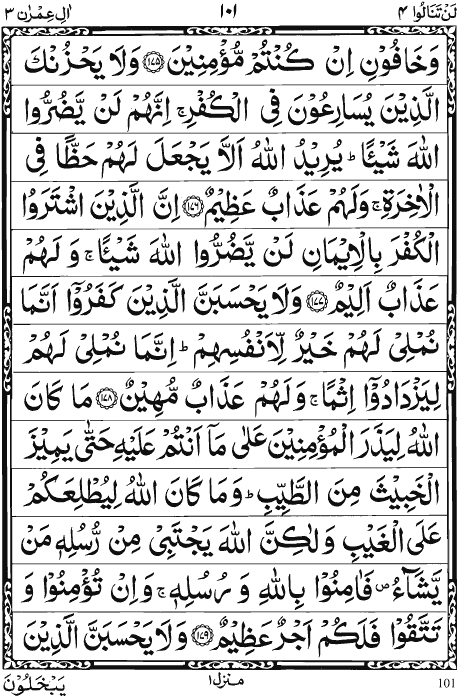 اٰل عِمْرٰن ٣ ١٠١ لَنْ تَنَالُوا ٤
وَخَافُوْنِ اِنْ كُنْتُمْ مُّؤْمِنِيْنَ ﴿١٧٥﴾ وَلَا يَحْزُنْكَ
الَّذِيْنَ يُسَارِعُوْنَ فِى الْكُفْرِ ۚ اِنَّهُمْ لَنْ يَّضُرُّوا
اللّٰهَ شَيْئًا ؕ يُرِيْدُ اللّٰهُ اَلَّا يَجْعَلَ لَهُمْ حَظًّا فِى
الْاٰخِرَةِ ۚ وَلَهُمْ عَذَابٌ عَظِيْمٌ ﴿١٧٦﴾ اِنَّ الَّذِيْنَ اشْتَرَوُا
الْكُفْرَ بِالْاِيْمَانِ لَنْ يَّضُرُّوا اللّٰهَ شَيْئًا ۚ وَلَهُمْ
عَذَابٌ اَلِيْمٌ ﴿١٧٧﴾ وَلَا يَحْسَبَنَّ الَّذِيْنَ كَفَرُوْۤا اَنَّمَا
نُمْلِىْ لَهُمْ خَيْرٌ لِّاَنْفُسِهِمْ ؕ اِنَّمَا نُمْلِىْ لَهُمْ
لِيَزْدَادُوْۤا اِثْمًا ۚ وَلَهُمْ عَذَابٌ مُّهِيْنٌ ﴿١٧٨﴾ مَا كَانَ
اللّٰهُ لِيَذَرَ الْمُؤْمِنِيْنَ عَلٰى مَاۤ اَنْتُمْ عَلَيْهِ حَتّٰى يَمِيْزَ
الْخَبِيْثَ مِنَ الطَّيِّبِ ؕ وَمَا كَانَ اللّٰهُ لِيُطْلِعَكُمْ
عَلَى الْغَيْبِ وَلٰكِنَّ اللّٰهَ يَجْتَبِىْ مِنْ رُّسُلِهٖ مَنْ
يَّشَآءُ ۖ فَاٰمِنُوْا بِاللّٰهِ وَرُسُلِهٖ ۚ وَاِنْ تُؤْمِنُوْا وَ
تَتَّقُوْا فَلَكُمْ اَجْرٌ عَظِيْمٌ ﴿١٧٩﴾ وَلَا يَحْسَبَنَّ الَّذِيْنَ
يَبْخَلُوْنَ منزل ١ 101